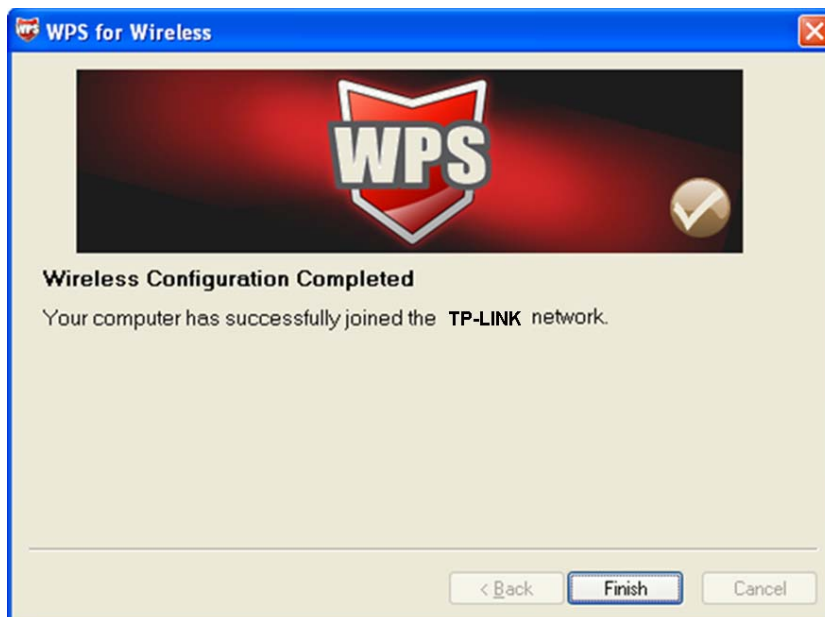 WPS for Wireless
WPS
Wireless Configuration Completed
Your computer has successfully joined the TP-LINK network.
< Back
Finish
Cancel